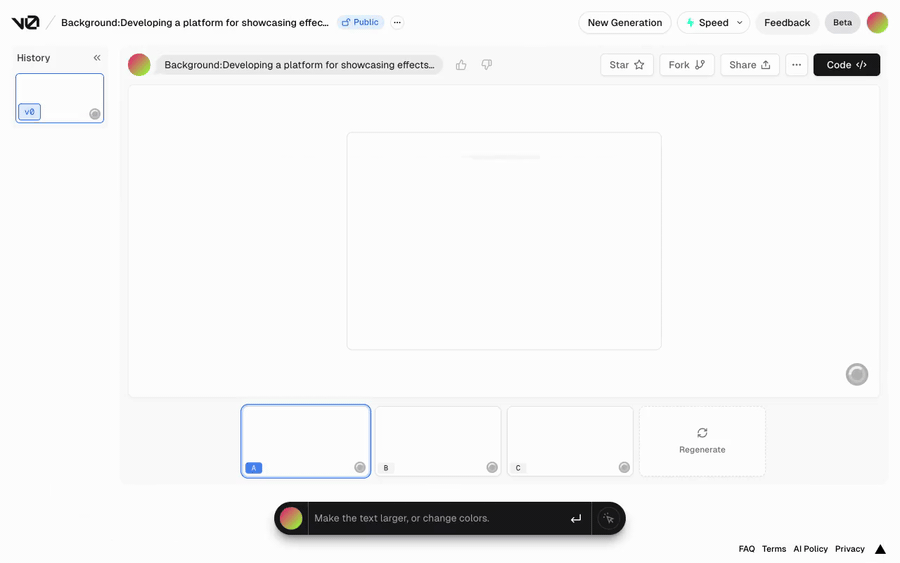 v0
Background:Developing a platform for showcasing effec...
Public
New Generation
Speed
Feedback
Beta
History
v0
Background:Developing a platform for showcasing effects...
Star
Fork
Share
Code
A
B
C
Regenerate
Make the text larger, or change colors.
FAQ Terms AI Policy Privacy